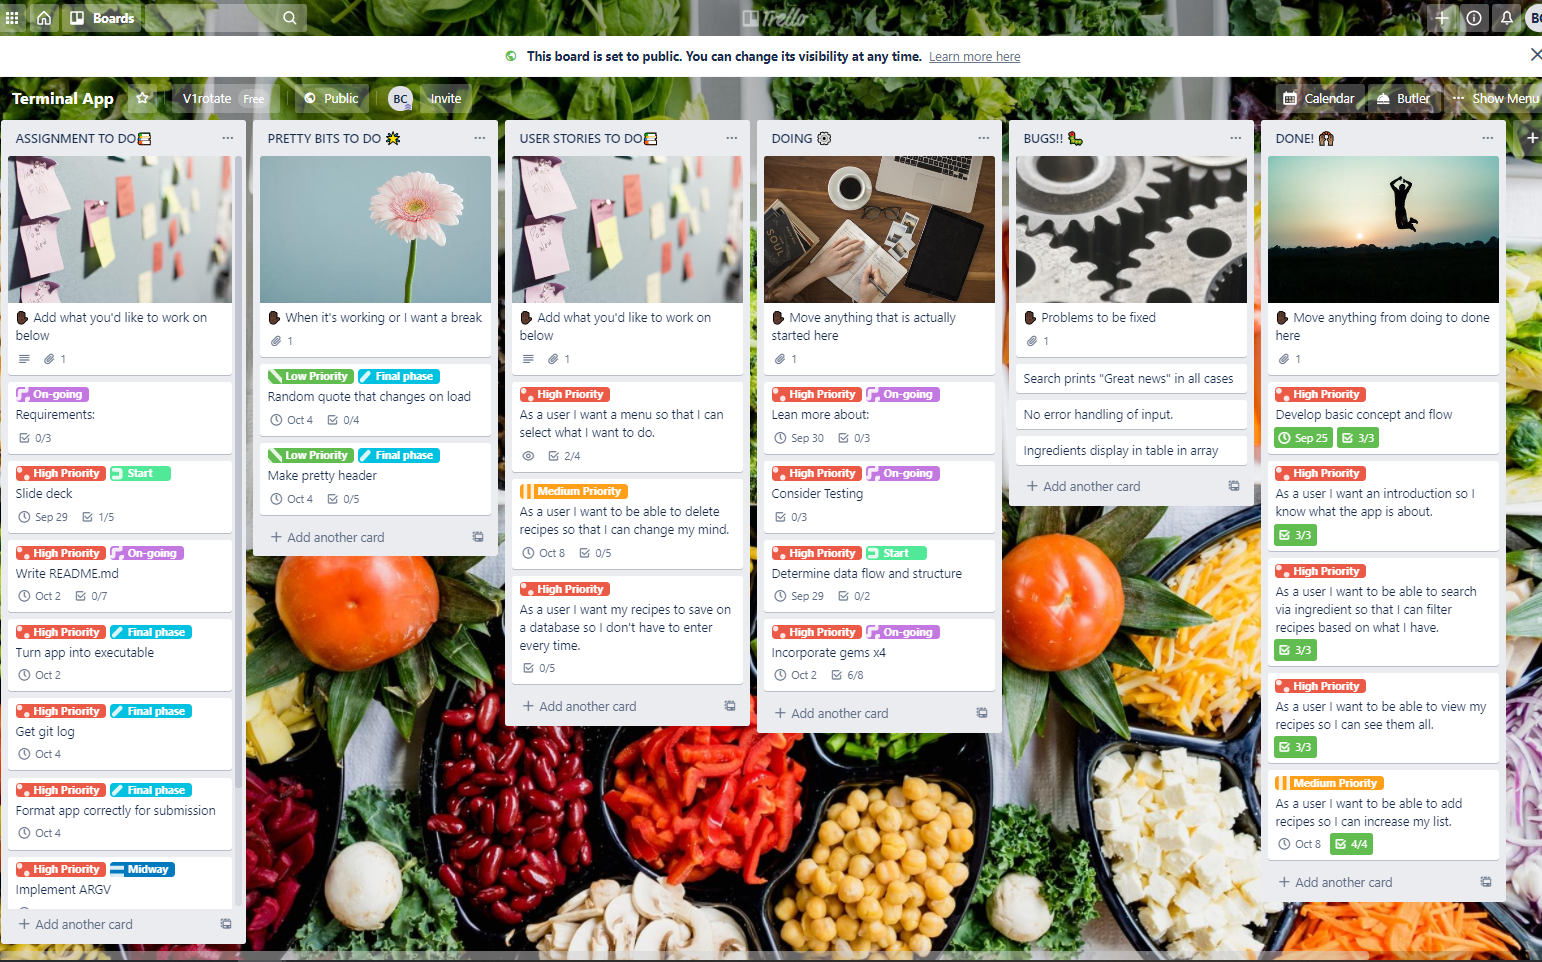 Boards
Trello
This board is set to public. You can change its visibility at any time. Learn more here
Terminal App
V1rotate Free
Public
BC
Invite
Calendar
Butler
Show Menu
ASSIGNMENT TO DO
Add what you'd like to work on
below
1
On-going
Requirements:
0/3
High Priority Start
Slide deck
Sep 29 1/5
High Priority On-going
Write README.md
Oct 2 0/7
High Priority Final phase
Turn app into executable
Oct 2
High Priority Final phase
Get git log
Oct 4
High Priority Final phase
Format app correctly for submission
Oct 4
High Priority Midway
Implement ARGV
+ Add another card
PRETTY BITS TO DO
When it's working or I want a break
1
Low Priority Final phase
Random quote that changes on load
Oct 4 0/4
Low Priority Final phase
Make pretty header
Oct 4 0/5
+ Add another card
USER STORIES TO DO
Add what you'd like to work on
below
1
High Priority
As a user I want a menu so that I can
select what I want to do.
2/4
Medium Priority
As a user I want to be able to delete
recipes so that I can change my mind.
Oct 8 0/5
High Priority
As a user I want my recipes to save on
a database so I don't have to enter
every time.
0/5
+ Add another card
DOING
SOUL
Move anything that is actually
started here
1
High Priority On-going
Lean more about:
Sep 30 0/3
High Priority On-going
Consider Testing
0/3
High Priority Start
Determine data flow and structure
Sep 29 0/2
High Priority On-going
Incorporate gems x4
Oct 2 6/8
+ Add another card
BUGS!!
Problems to be fixed
1
Search prints "Great news" in all cases
No error handling of input.
Ingredients display in table in array
+ Add another card
DONE!
Move anything from doing to done
here
1
High Priority
Develop basic concept and flow
Sep 25 3/3
High Priority
As a user I want an introduction so I
know what the app is about.
3/3
High Priority
As a user I want to be able to search
via ingredient so that I can filter
recipes based on what I have.
3/3
High Priority
As a user I want to be able to view my
recipes so I can see them all.
3/3
Medium Priority
As a user I want to be able to add
recipes so I can increase my list.
Oct 8 4/4
+ Add another card